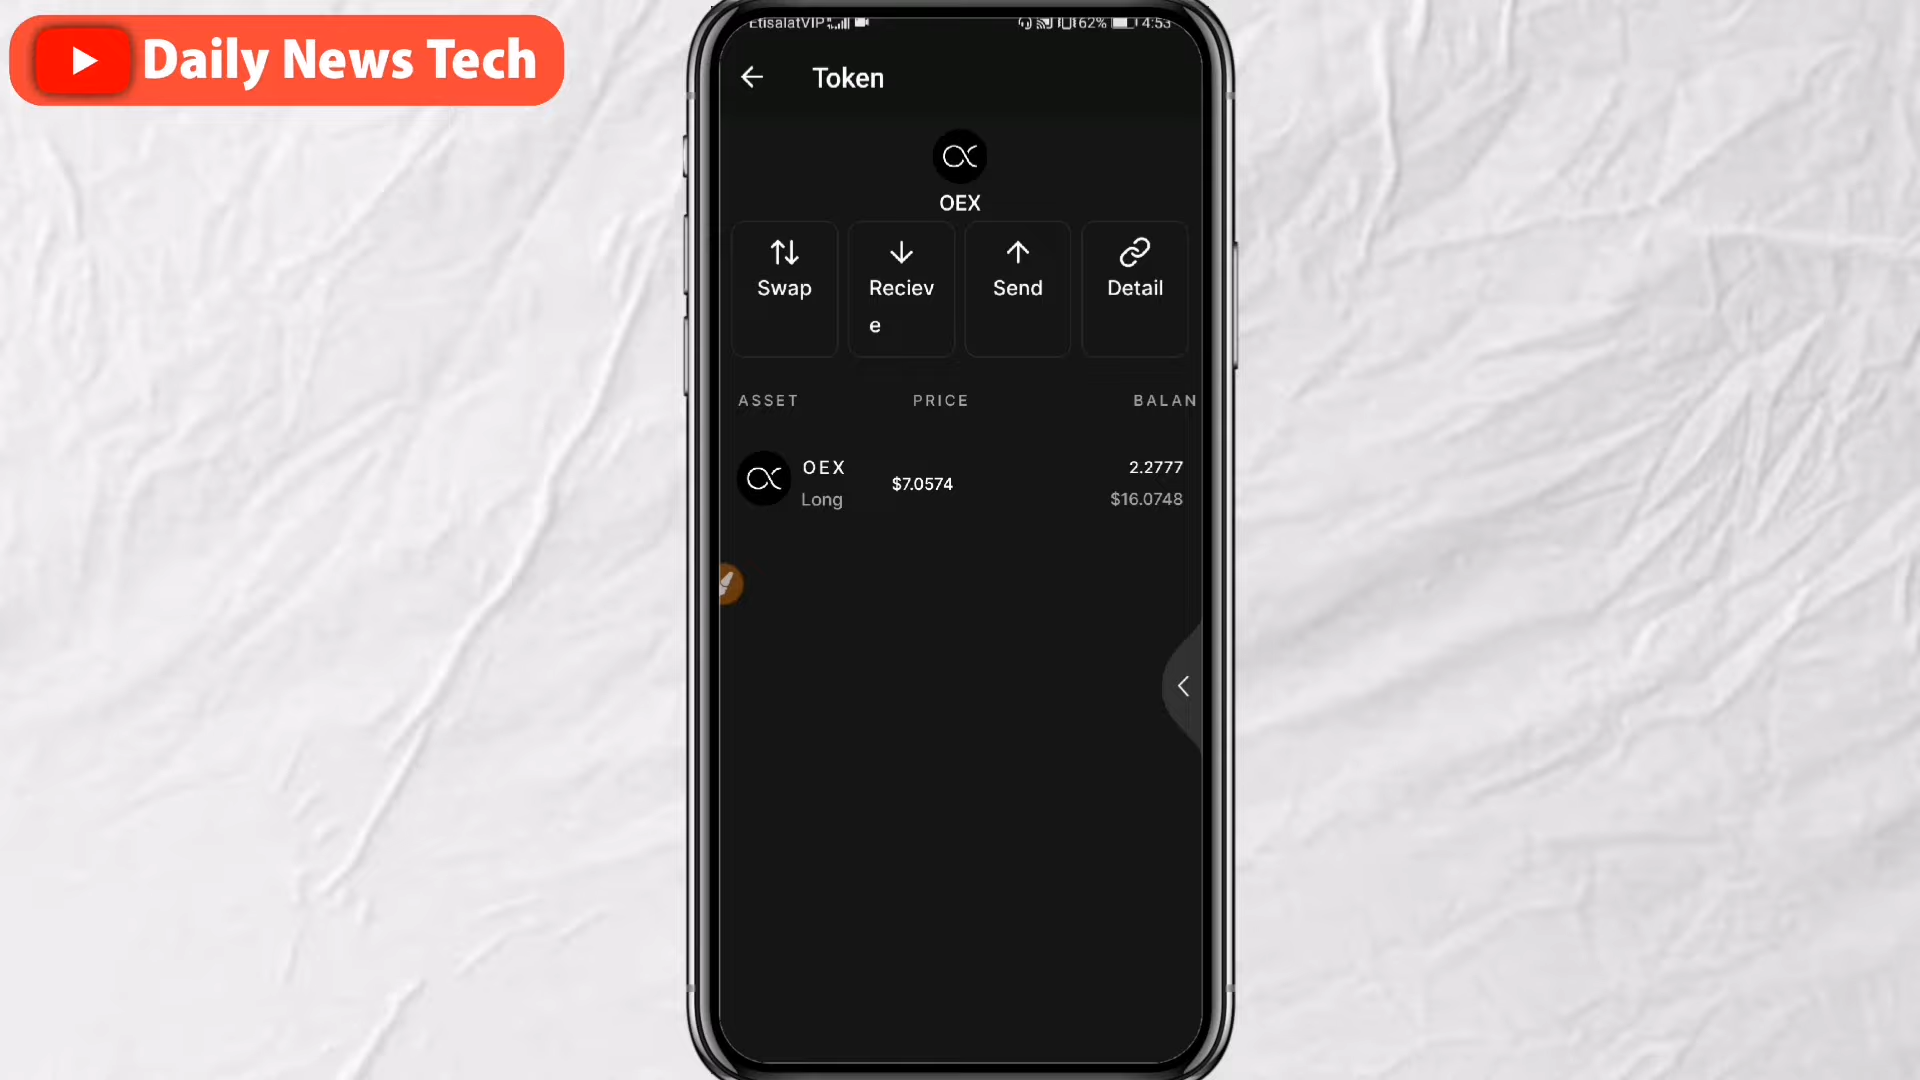 Daily News Tech
EtisalatVIP 62% 4:53
Token
OEX
Swap
Reciev
e
Send
Detail
ASSET PRICE BALAN
OEX
Long
$7.0574
2.2777
$16.0748